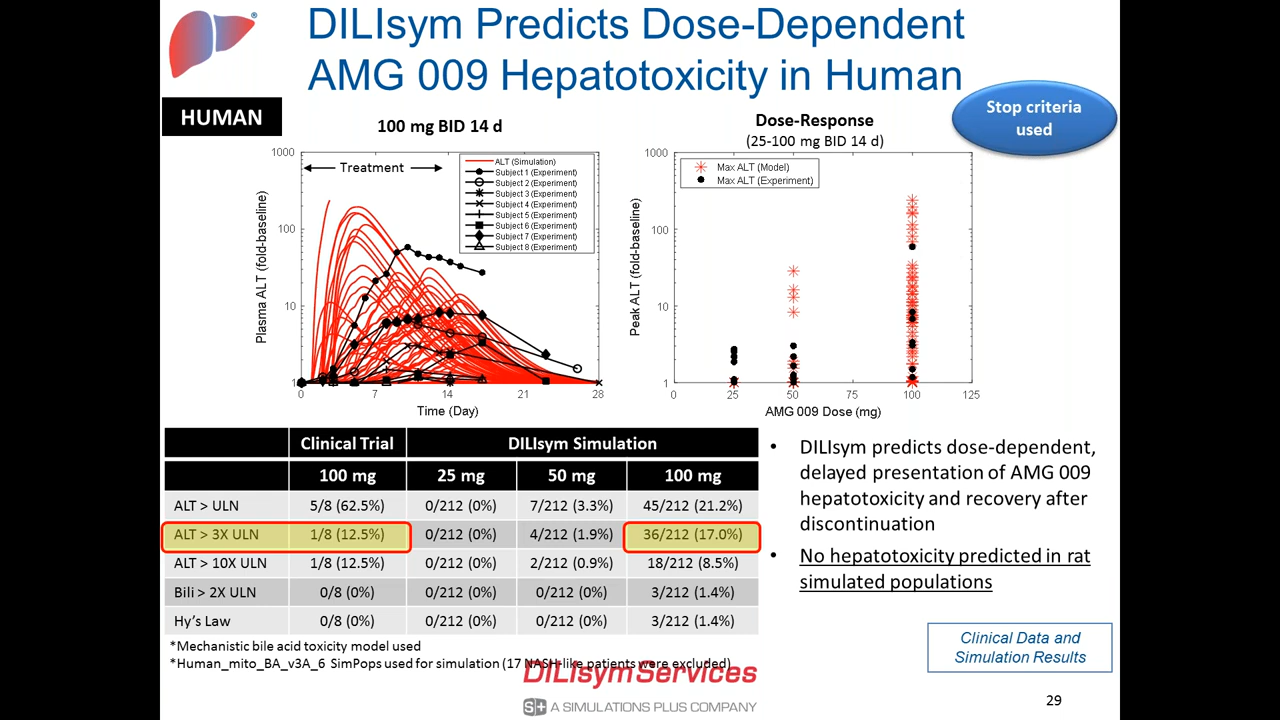 DILIsym Predicts Dose-Dependent
AMG 009 Hepatotoxicity in Human
®
HUMAN
Stop criteria
used
100 mg BID 14 d
1000
100
10
1
Plasma ALT (fold-baseline)
Treatment
ALT (Simulation)
Subject 1 (Experiment)
Subject 2 (Experiment)
Subject 3 (Experiment)
Subject 4 (Experiment)
Subject 5 (Experiment)
Subject 6 (Experiment)
Subject 7 (Experiment)
Subject 8 (Experiment)
0 7 14 21 28
Time (Day)
Dose-Response
(25-100 mg BID 14 d)
1000
100
10
1
Peak ALT (fold-baseline)
Max ALT (Model)
Max ALT (Experiment)
0 25 50 75 100 125
AMG 009 Dose (mg)
Clinical Trial DILIsym Simulation
100 mg 25 mg 50 mg 100 mg
ALT > ULN 5/8 (62.5%) 0/212 (0%) 7/212 (3.3%) 45/212 (21.2%)
ALT > 3X ULN 1/8 (12.5%) 0/212 (0%) 4/212 (1.9%) 36/212 (17.0%)
ALT > 10X ULN 1/8 (12.5%) 0/212 (0%) 2/212 (0.9%) 18/212 (8.5%)
Bili > 2X ULN 0/8 (0%) 0/212 (0%) 0/212 (0%) 3/212 (1.4%)
Hy's Law 0/8 (0%) 0/212 (0%) 0/212 (0%) 3/212 (1.4%)
*Mechanistic bile acid toxicity model used
*Human_mito_BA_v3A_6 SimPops used for simulation (17 NASH-like patients were excluded)
• DILIsym predicts dose-dependent,
delayed presentation of AMG 009
hepatotoxicity and recovery after
discontinuation
• No hepatotoxicity predicted in rat
simulated populations
Clinical Data and
Simulation Results
DILIsymServices
S+ A SIMULATIONS PLUS COMPANY
29